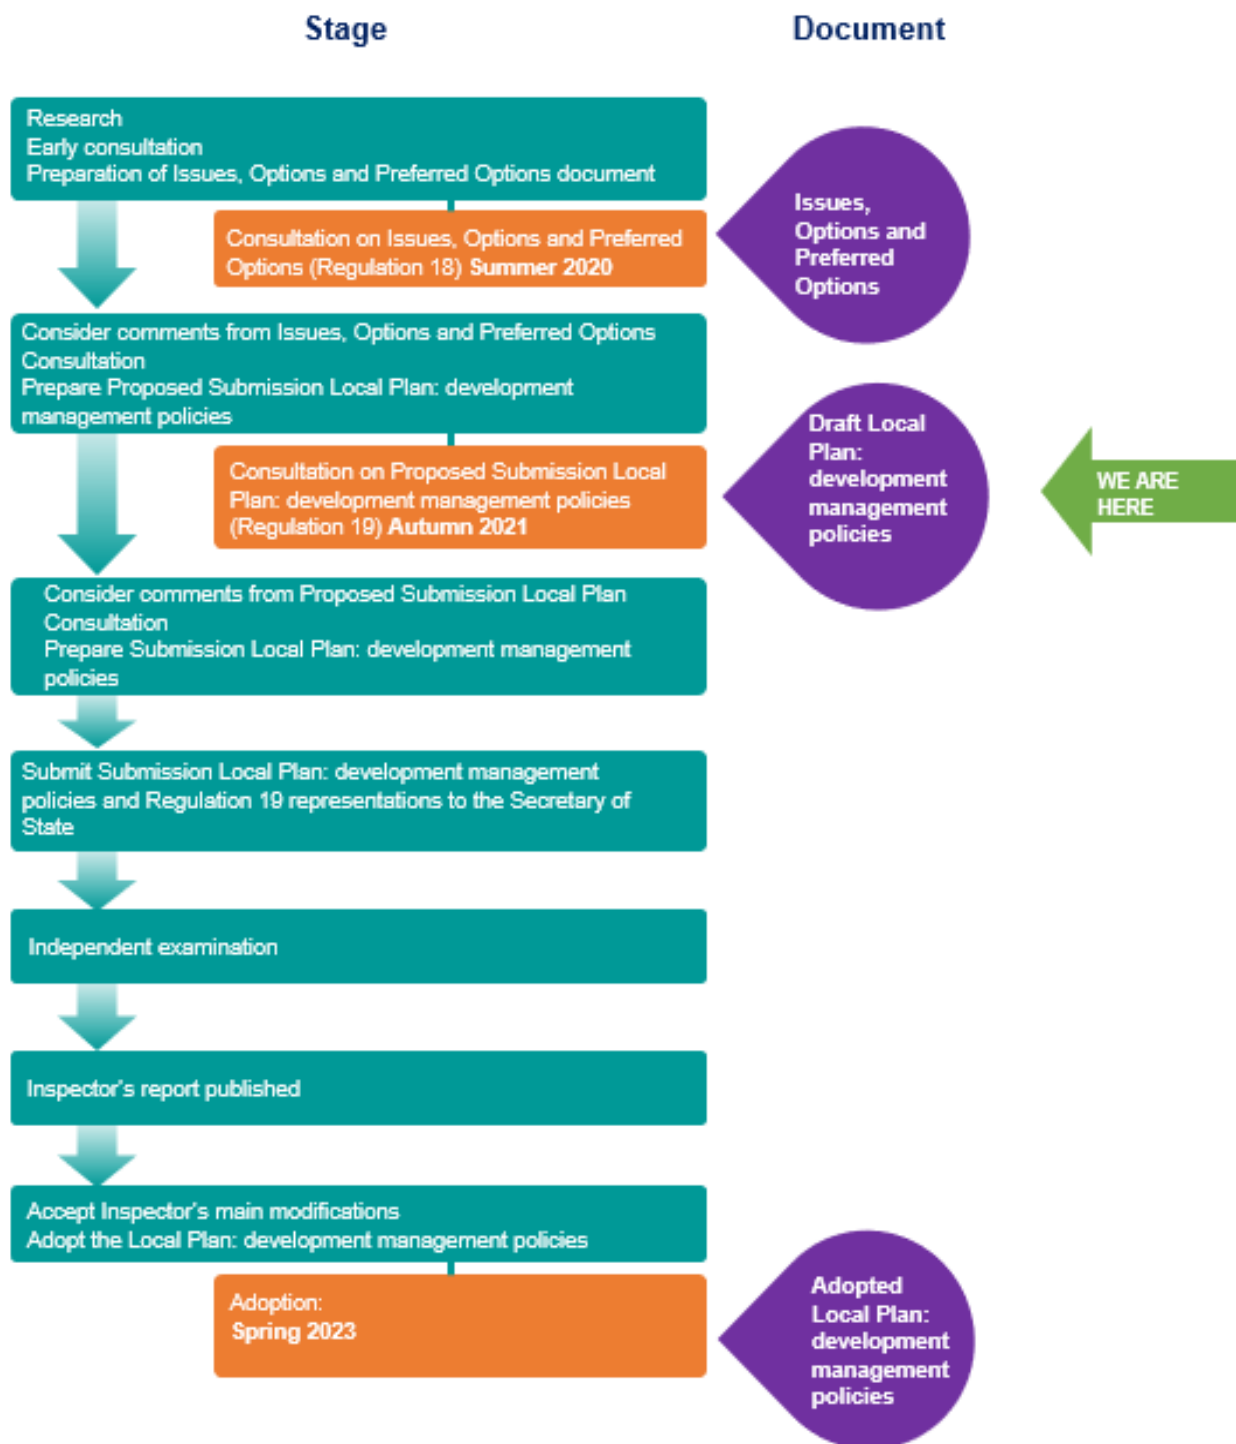 Stage
Document
Research
Early consultation
Preparation of Issues, Options and Preferred Options document
Consultation on Issues, Options and Preferred
Options (Regulation 18) Summer 2020
Issues,
Options and
Preferred
Options
Consider comments from Issues, Options and Preferred Options
Consultation
Prepare Proposed Submission Local Plan: development
management policies
Consultation on Proposed Submission Local
Plan: development management policies
(Regulation 19) Autumn 2021
Draft Local
Plan:
development
management
policies
WE ARE
HERE
Consider comments from Proposed Submission Local Plan
Consultation
Prepare Submission Local Plan: development management
policies
Submit Submission Local Plan: development management
policies and Regulation 19 representations to the Secretary of
State
Independent examination
Inspector's report published
Accept Inspector's main modifications
Adopt the Local Plan: development management policies
Adoption:
Spring 2023
Adopted
Local Plan:
development
management
policies